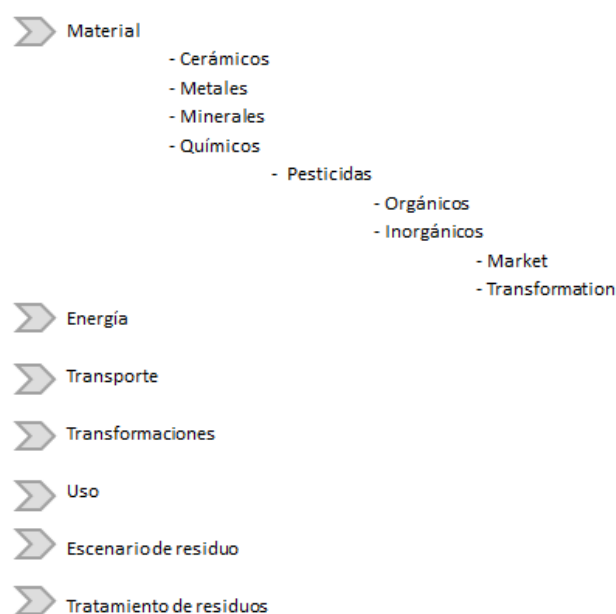 Material
- Cerámicos
- Metales
- Minerales
- Químicos
- Pesticidas
- Orgánicos
- Inorgánicos
- Market
- Transformation
Energía
Transporte
Transformaciones
Uso
Escenario de residuo
Tratamiento de residuos